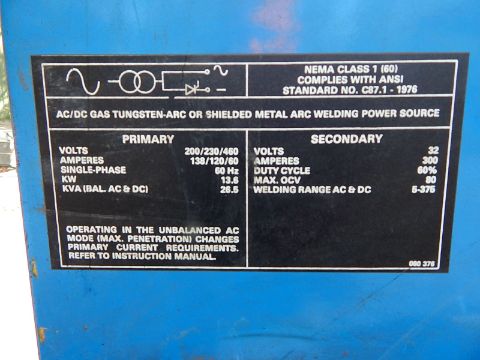 NEMA CLASS 1 (60)
COMPLIES WITH ANSI
STANDARD NO. C87.1 - 1976
AC/DC GAS TUNGSTEN-ARC OR SHIELDED METAL ARC WELDING POWER SOURCE
PRIMARY
VOLTS 200/230/460
AMPERES 138/120/60
SINGLE-PHASE 60 Hz
KW 13.6
KVA (BAL. AC & DC) 26.5
OPERATING IN THE UNBALANCED AC
MODE (MAX. PENETRATION) CHANGES
PRIMARY CURRENT REQUIREMENTS.
REFER TO INSTRUCTION MANUAL.
SECONDARY
VOLTS 32
AMPERES 300
DUTY CYCLE 60%
MAX. OCV 80
WELDING RANGE AC & DC 5-375
060 376